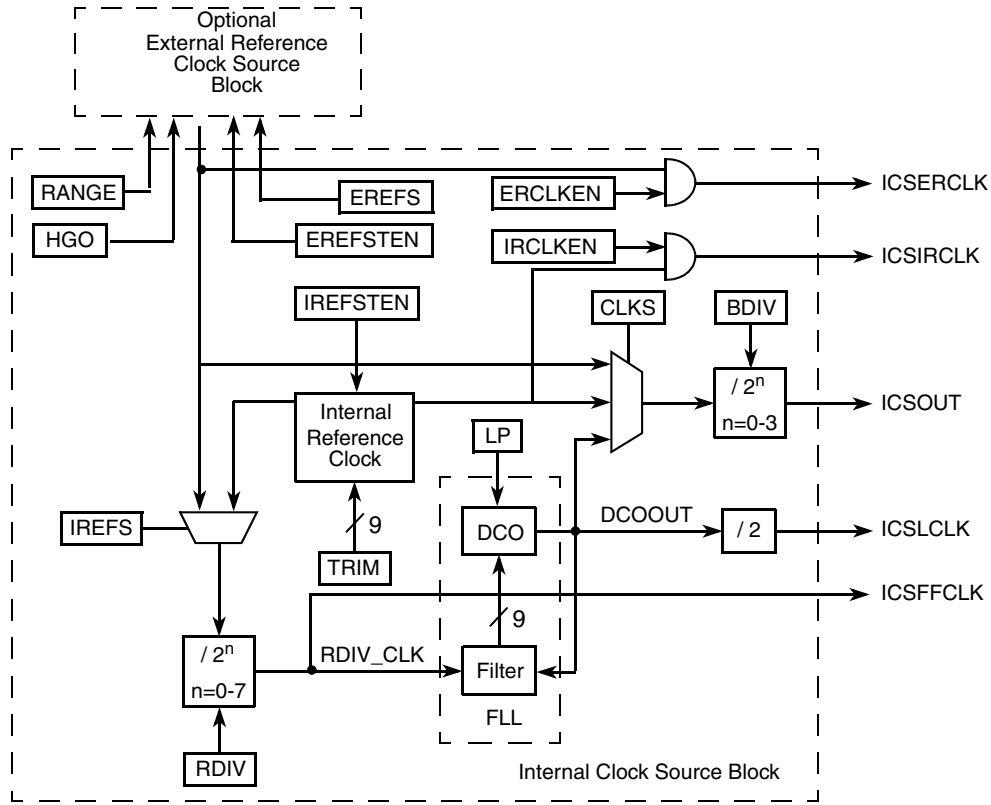 Optional
External Reference
Clock Source
Block
RANGE
HGO
EREFS
EREFSTEN
ERCLKEN
IRCLKEN
ICSERCLK
ICSIRCLK
IREFSTEN
CLKS
BDIV
Internal
Reference
Clock
/ 2ⁿ
n=0-3
ICSOUT
LP
IREFS
9
TRIM
DCO
DCOOUT
/ 2
ICSLCLK
ICSFFCLK
9
/ 2ⁿ
n=0-7
RDIV_CLK
Filter
FLL
RDIV
Internal Clock Source Block